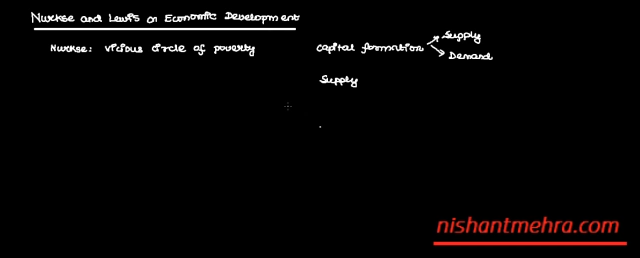 Nurkse and Lewis on Economic Development
Nurkse: vicious circle of poverty
capital formation
Supply
Demand
Supply
nishantmehra.com